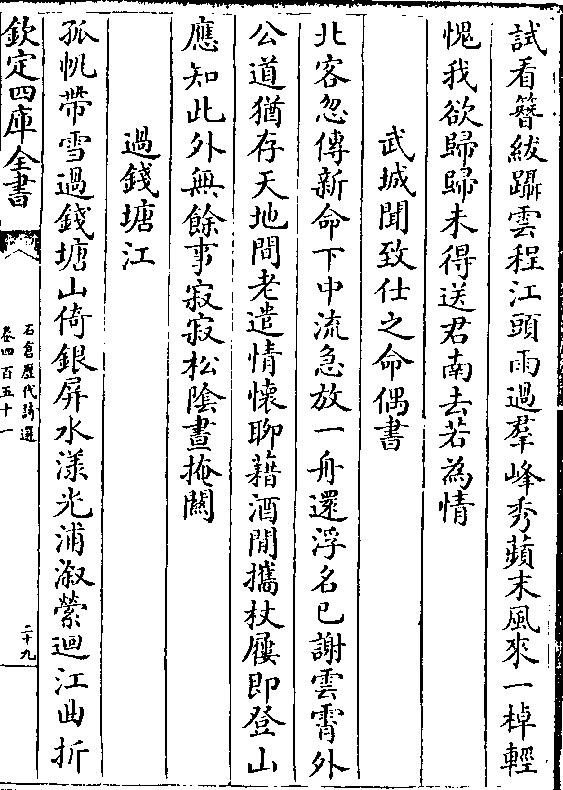 試看簪紱躡雲程江頭雨過羣峰秀蘋末風來一棹輕
愧我欲歸歸未得送君南去若為情
武城聞致仕之命偶書
北客忽傳新命下中流急放一舟還浮名已謝雲霄外
公道猶存天地間老遣情懷聊藉酒閒攜杖屨即登山
應知此外無餘事寂寂松陰晝掩關
過錢塘江
孤帆帶雪過錢塘山倚銀屏水漾光浦漵縈迴江曲折
欽定四庫全書
石倉歷代詩選
卷四百五十一
二十九